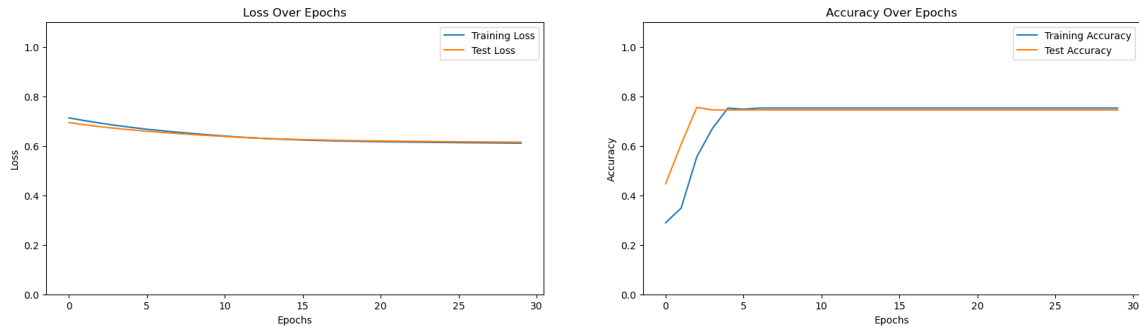 Loss Over Epochs
1.0
0.8
0.6
0.4
0.2
0.0
Loss
Training Loss
Test Loss
0 5 10 15 20 25 30
Epochs
Accuracy Over Epochs
1.0
0.8
0.6
0.4
0.2
0.0
Accuracy
Training Accuracy
Test Accuracy
0 5 10 15 20 25 30
Epochs